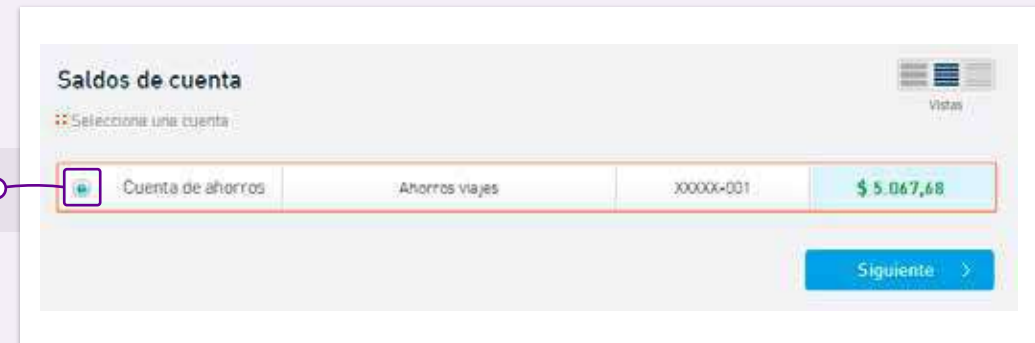 Saldos de cuenta
Vistas
Selecciona una cuenta
Cuenta de ahorros Ahorros viajes XXXXX-001 $ 5.067,68
Siguiente >